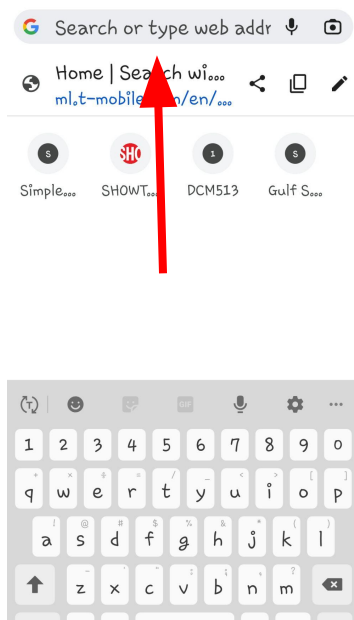 Search or type web addr
Home | Search wi...
ml.t-mobile. n/en/...
S SHO 1 S
Simple... SHOWT... DCM513 Gulf S...
T GIF
1 2 3 4 5 6 7 8 9 0
+ × ÷ = / _ < > [ ]
q w e r t y u i o p
! @ # $ % & * ( )
a s d f g h j k l
- ' " : ; , ?
z x c v b n m